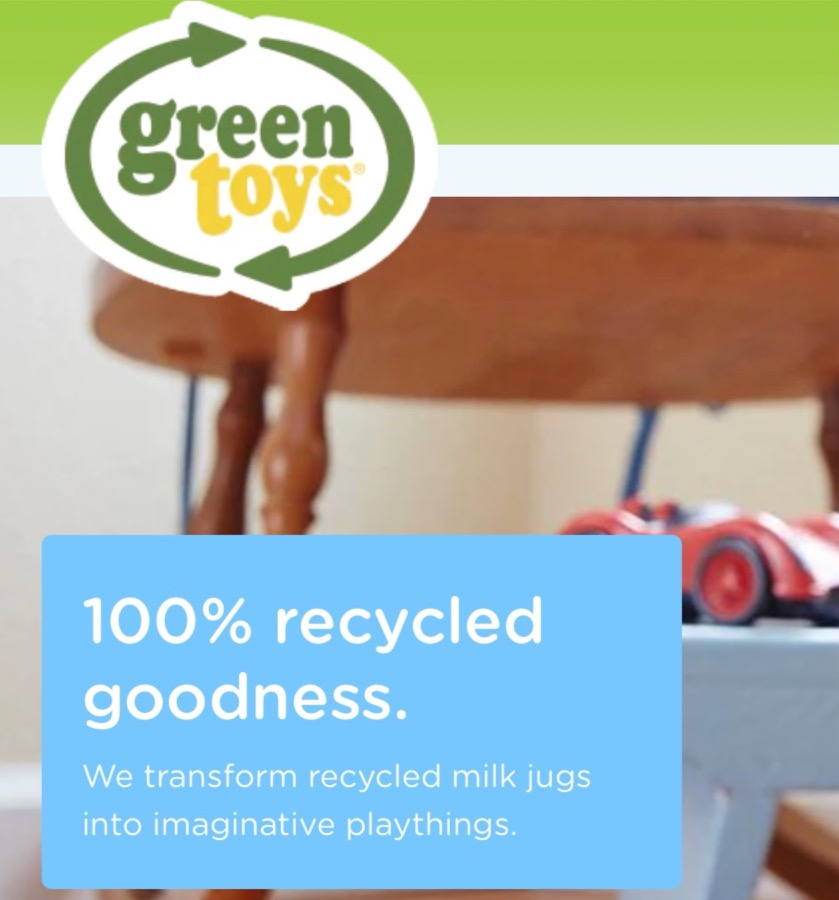 green
toys®
100% recycled
goodness.
We transform recycled milk jugs
into imaginative playthings.